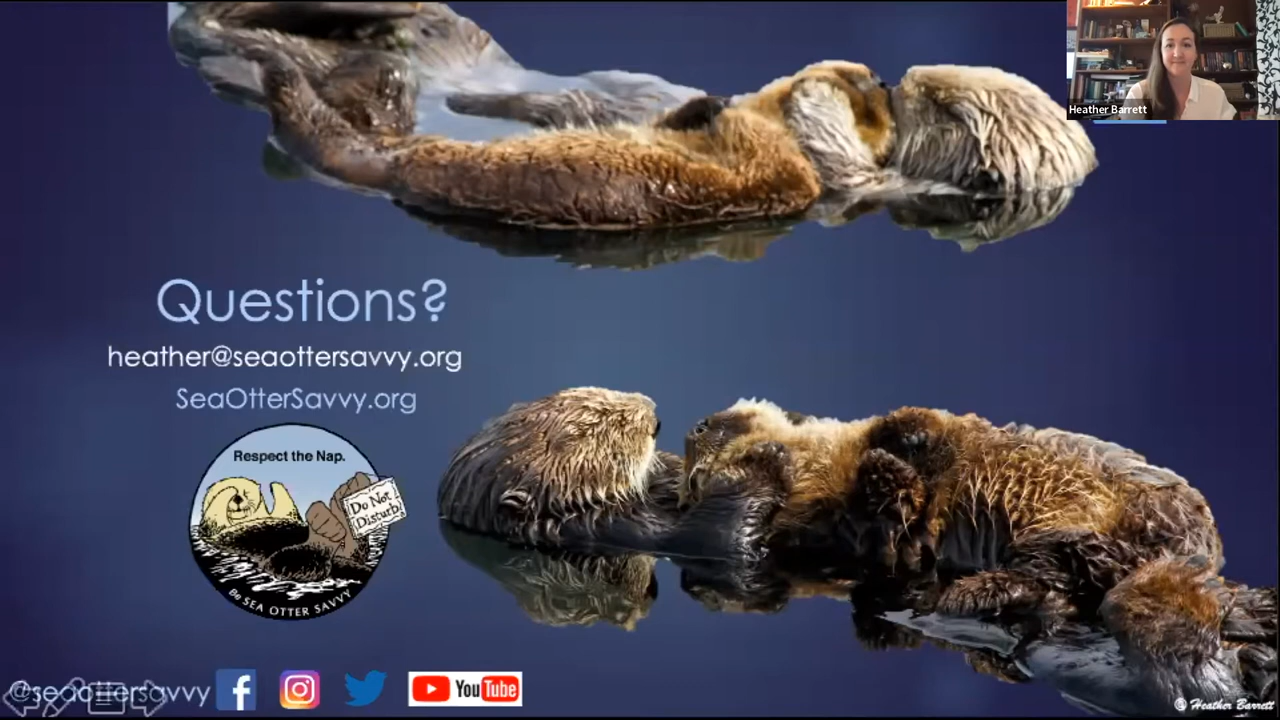 Heather Barrett
Questions?
heather@seaottersavvy.org
SeaOtterSavvy.org
Respect the Nap.
Do Not
Disturb
Be SEA OTTER SAVVY
@seaottersavvy
YouTube
© Heather Barrett